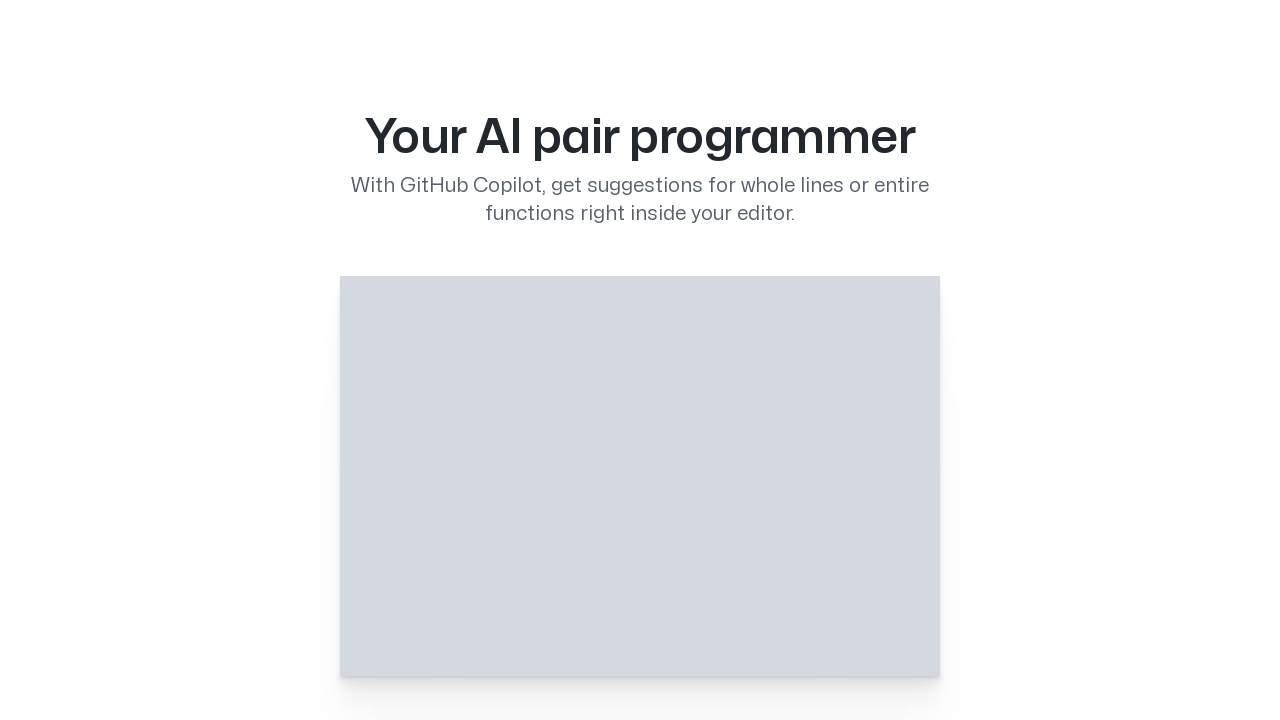 Your AI pair programmer
With GitHub Copilot, get suggestions for whole lines or entire
functions right inside your editor.